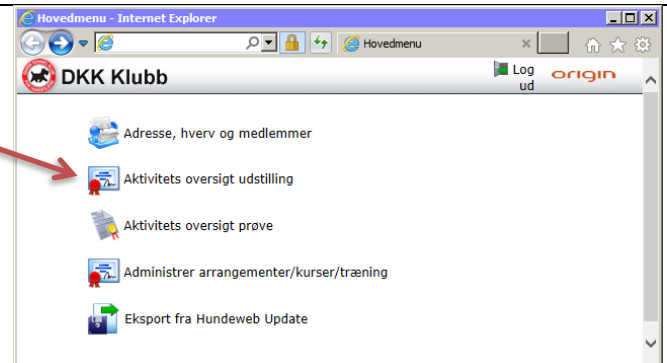 Hovedmenu - Internet Explorer
Hovedmenu
DKK Klubb
Log ud
origin
Adresse, hverv og medlemmer
Aktivitets oversigt udstilling
Aktivitets oversigt prøve
Administrer arrangementer/kurser/træning
Eksport fra Hundeweb Update